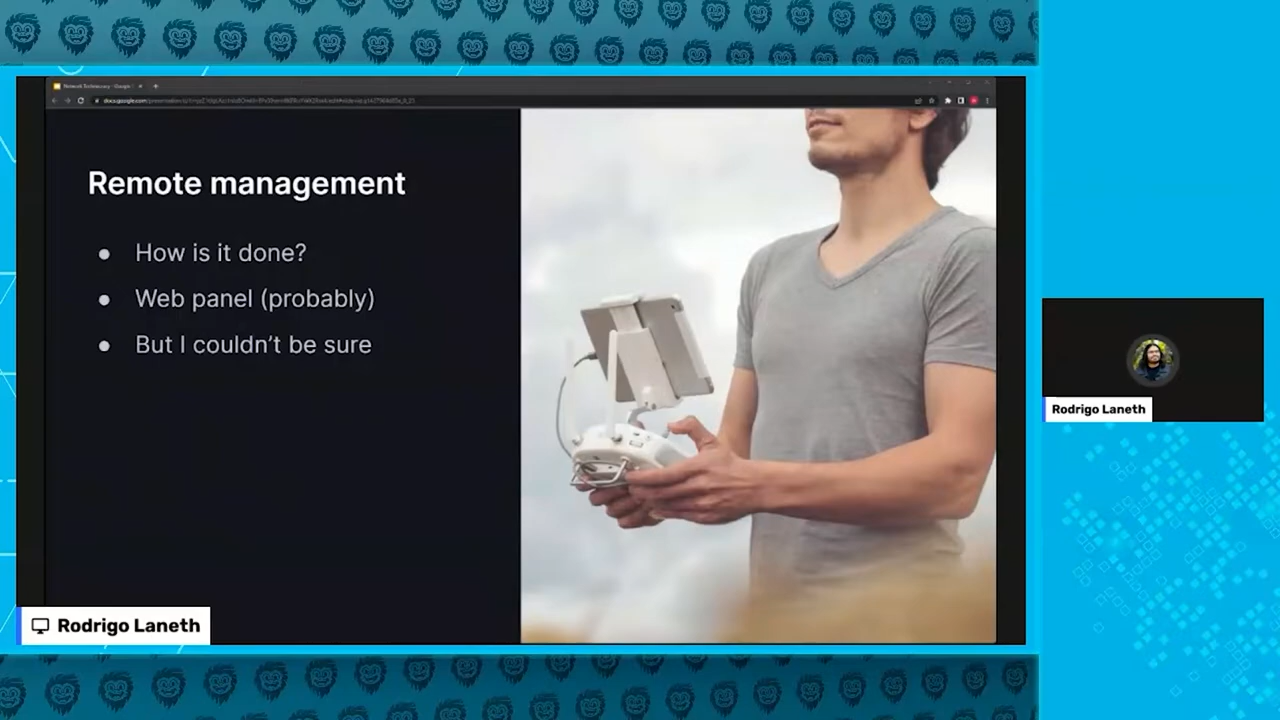 Remote management
● How is it done?
● Web panel (probably)
● But I couldn't be sure
Rodrigo Laneth
Rodrigo Laneth